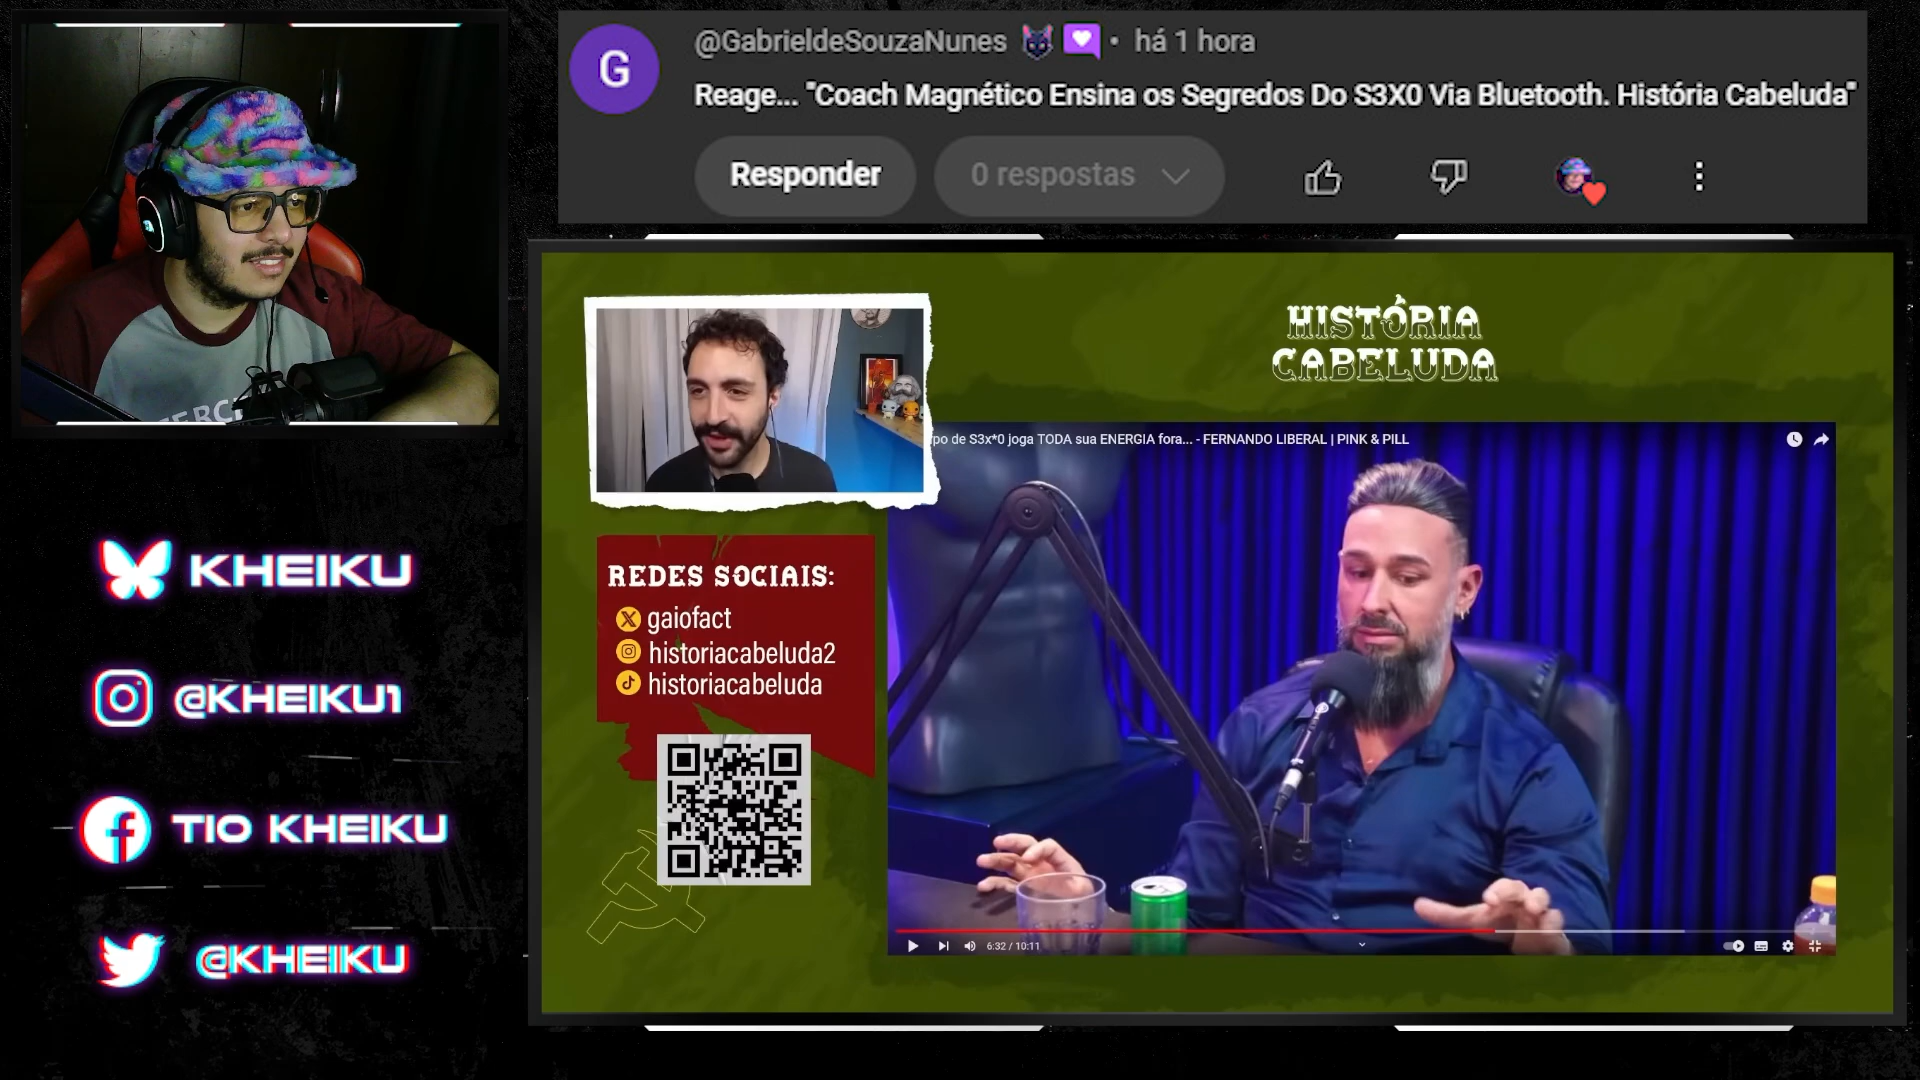 @GabrieldeSouzaNunes • há 1 hora
G
Reage... "Coach Magnético Ensina os Segredos Do S3X0 Via Bluetooth. História Cabeluda"
Responder
0 respostas
HISTÓRIA
CABELUDA
po de S3x*0 joga TODA sua ENERGIA fora... - FERNANDO LIBERAL | PINK & PILL
REDES SOCIAIS:
gaiofact
historiacabeluda2
historiacabeluda
6:32 / 10:11
KHEIKU
@KHEIKU1
TIO KHEIKU
@KHEIKU